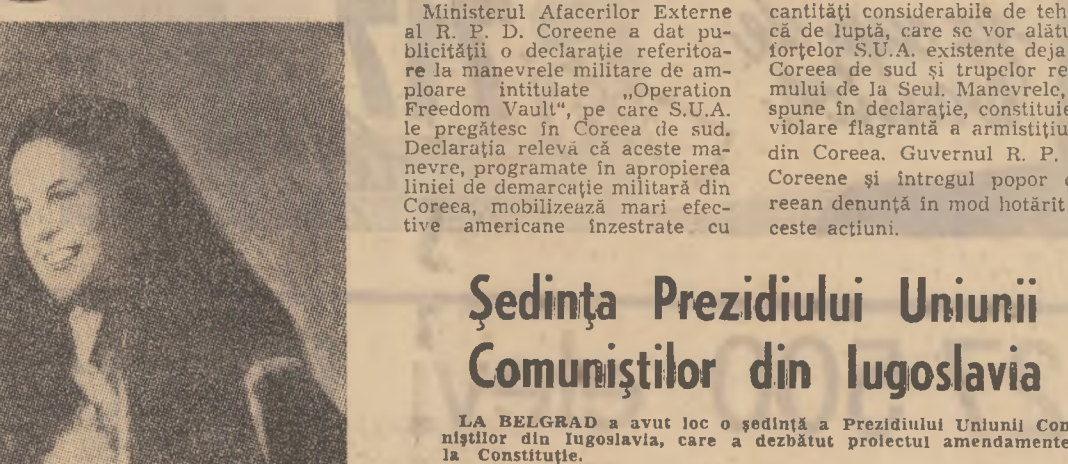 Ministerul Afacerilor Externe
al R. P. D. Coreene a dat pu-
blicității o declarație referitoa-
re la manevrele militare de am-
ploare intitulate „Operation
Freedom Vault“, pe care S.U.A.
le pregătesc în Coreea de sud.
Declarația relevă că aceste ma-
nevre, programate în apropierea
liniei de demarcație militară din
Coreea, mobilizează mari efec-
tive americane înzestrate cu
cantități considerabile de teh
că de luptă, care se vor alătu
forțelor S.U.A. existente deja
Coreea de sud și trupelor re
mului de la Seul. Manevrele,
spune în declarație, constituie
violare flagrantă a armistițiu
din Coreea. Guvernul R. P.
Coreene și întregul popor
reean denunță în mod hotărît
ceste acțiuni.
Ședința Prezidiului Uniunii
Comuniștilor din Iugoslavia
LA BELGRAD a avut loc o ședință a Prezidiului Uniunii Com
niștilor din Iugoslavia, care a dezbătut proiectul amendamente
la Constituție.